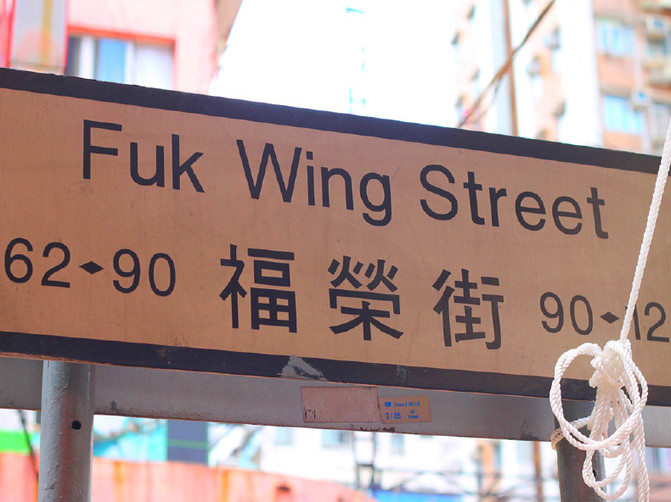 Fuk Wing Street
62◆90 福榮街 90◆12